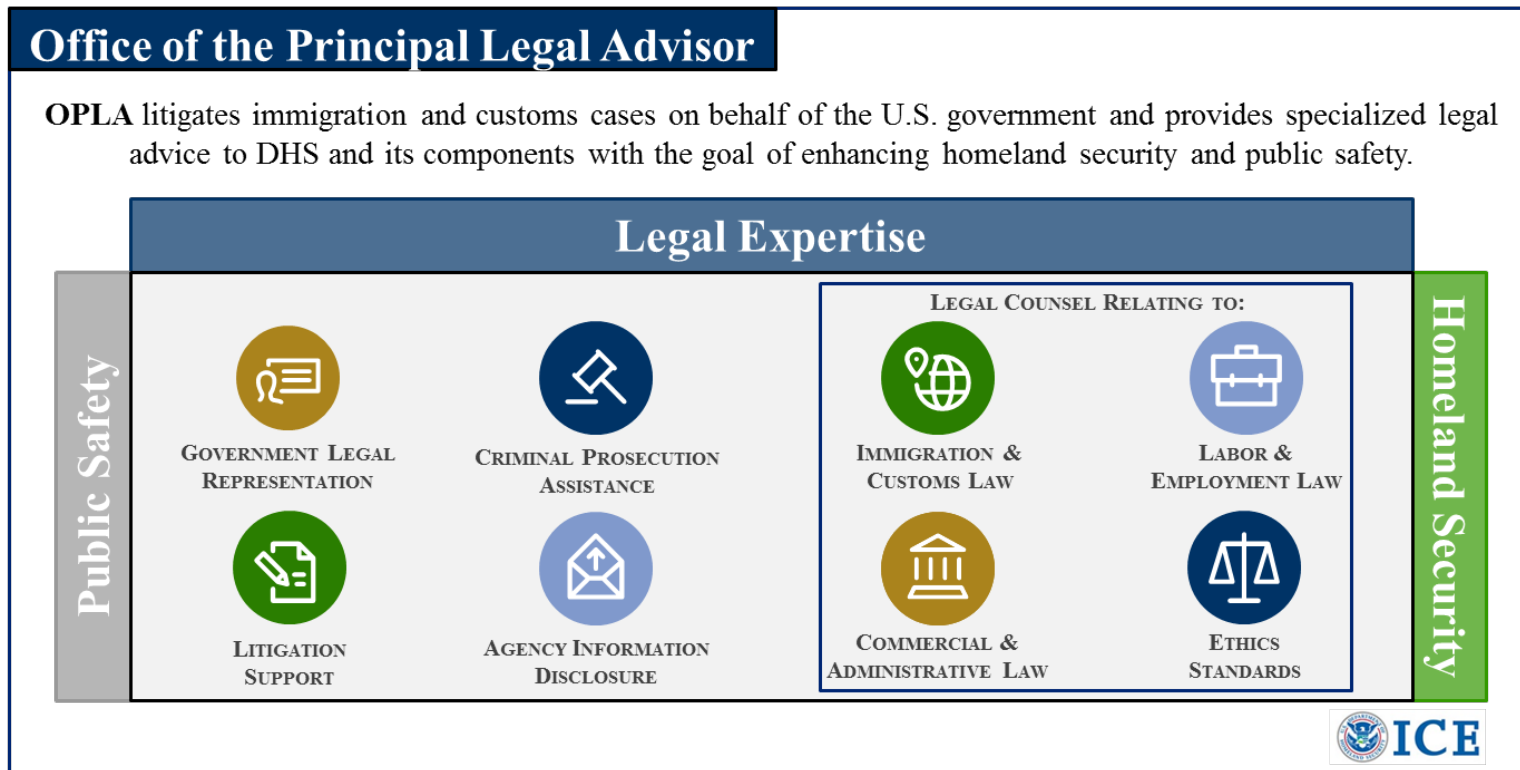 Office of the Principal Legal Advisor
OPLA litigates immigration and customs cases on behalf of the U.S. government and provides specialized legal
advice to DHS and its components with the goal of enhancing homeland security and public safety.
Legal Expertise
Public Safety
GOVERNMENT LEGAL
REPRESENTATION
CRIMINAL PROSECUTION
ASSISTANCE
LITIGATION
SUPPORT
AGENCY INFORMATION
DISCLOSURE
LEGAL COUNSEL RELATING TO:
IMMIGRATION &
CUSTOMS LAW
LABOR &
EMPLOYMENT LAW
COMMERCIAL &
ADMINISTRATIVE LAW
ETHICS
STANDARDS
Homeland Security
ICE